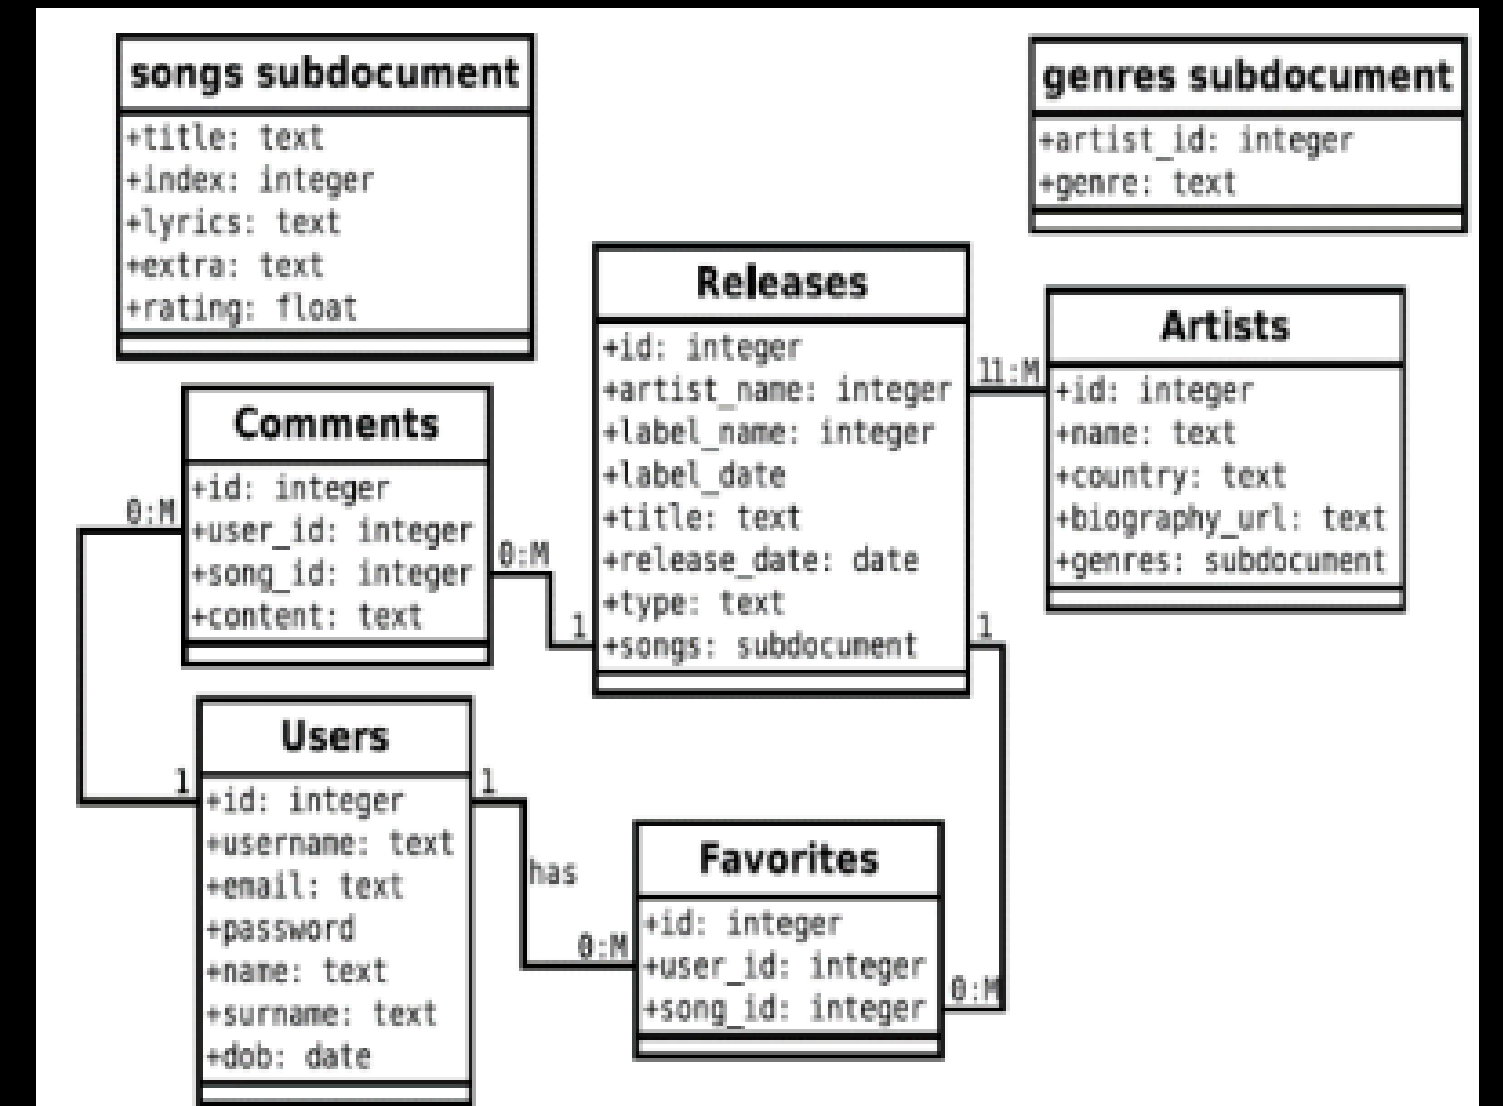 songs subdocument
+title: text
+index: integer
+lyrics: text
+extra: text
+rating: float
genres subdocument
+artist_id: integer
+genre: text
Releases
+id: integer
+artist_name: integer
+label_name: integer
+label_date
+title: text
+release_date: date
+type: text
+songs: subdocument
11:M
Artists
+id: integer
+name: text
+country: text
+biography_url: text
+genres: subdocument
Comments
+id: integer
+user_id: integer
+song_id: integer
+content: text
0:M
0:M
1
1
Users
+id: integer
+username: text
+email: text
+password
+name: text
+surname: text
+dob: date
1
1
has
0:M
Favorites
+id: integer
+user_id: integer
+song_id: integer
0:M